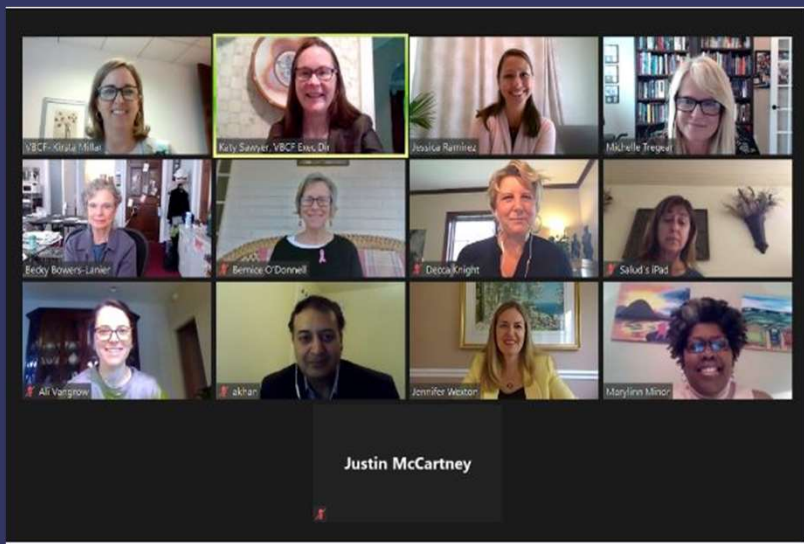 VBCF- Kirsta Millar
Katy Sawyer, VBCF Exec Dir
Jessica Ramirez
Michelle Tregear
Becky Bowers-Lanier
Bernice O'Donnell
Decca Knight
Salud's iPad
Ali Vangrow
akhan
Jennifer Wexton
Marylinn Minor
Justin McCartney